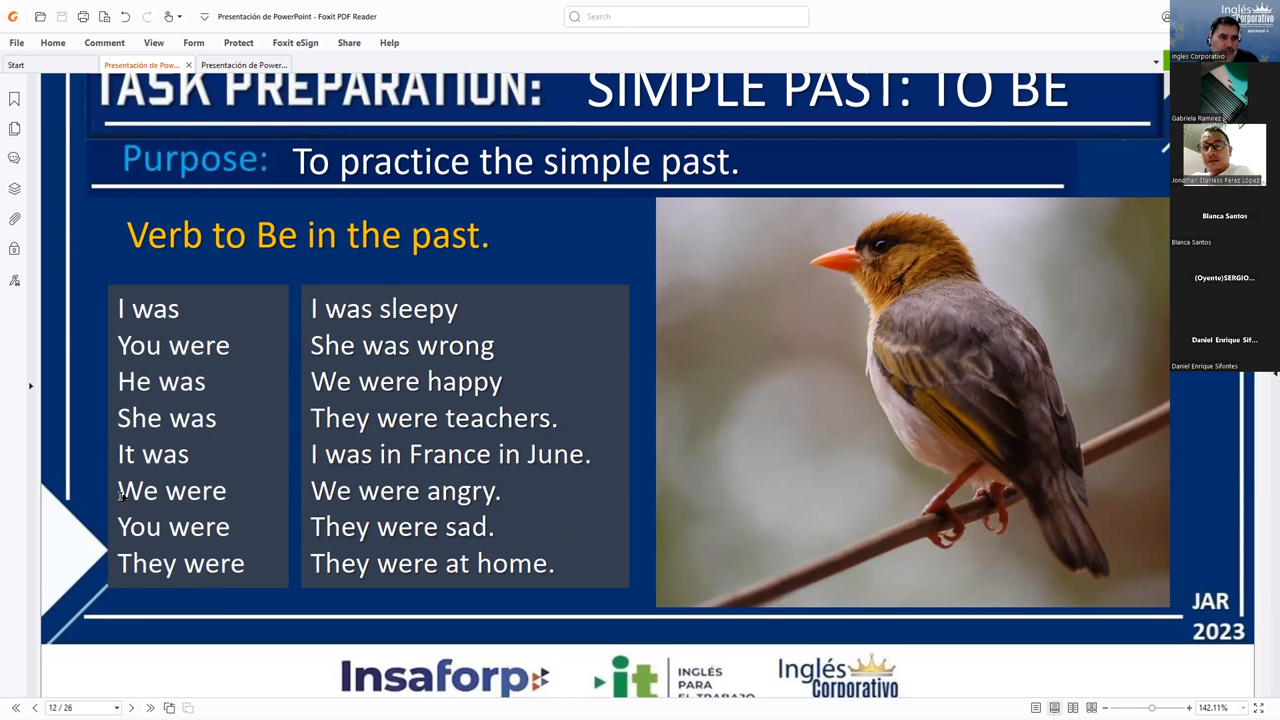 Presentación de PowerPoint - Foxit PDF Reader
Search
File Home Comment View Form Protect Foxit eSign Share Help
Start
Presentación de Pow...
Presentación de Power...
TASK PREPARATION: SIMPLE PAST: TO BE
Purpose: To practice the simple past.
Verb to Be in the past.
I was
You were
He was
She was
It was
We were
You were
They were
I was sleepy
She was wrong
We were happy
They were teachers.
I was in France in June.
We were angry.
They were sad.
They were at home.
JAR
2023
Insaforp
it
INGLÉS
PARA
EL TRABAJO
Inglés
Corporativo
12 / 26
142.11%
Inglés
Corporativo
BEGINNER 4
Ingles Corporativo
Gabriela Ramirez
Jonathan Stanless Pérez López
Blanca Santos
Blanca Santos
(Oyente)SERGIO...
Daniel Enrique Sif...
Daniel Enrique Sifontes